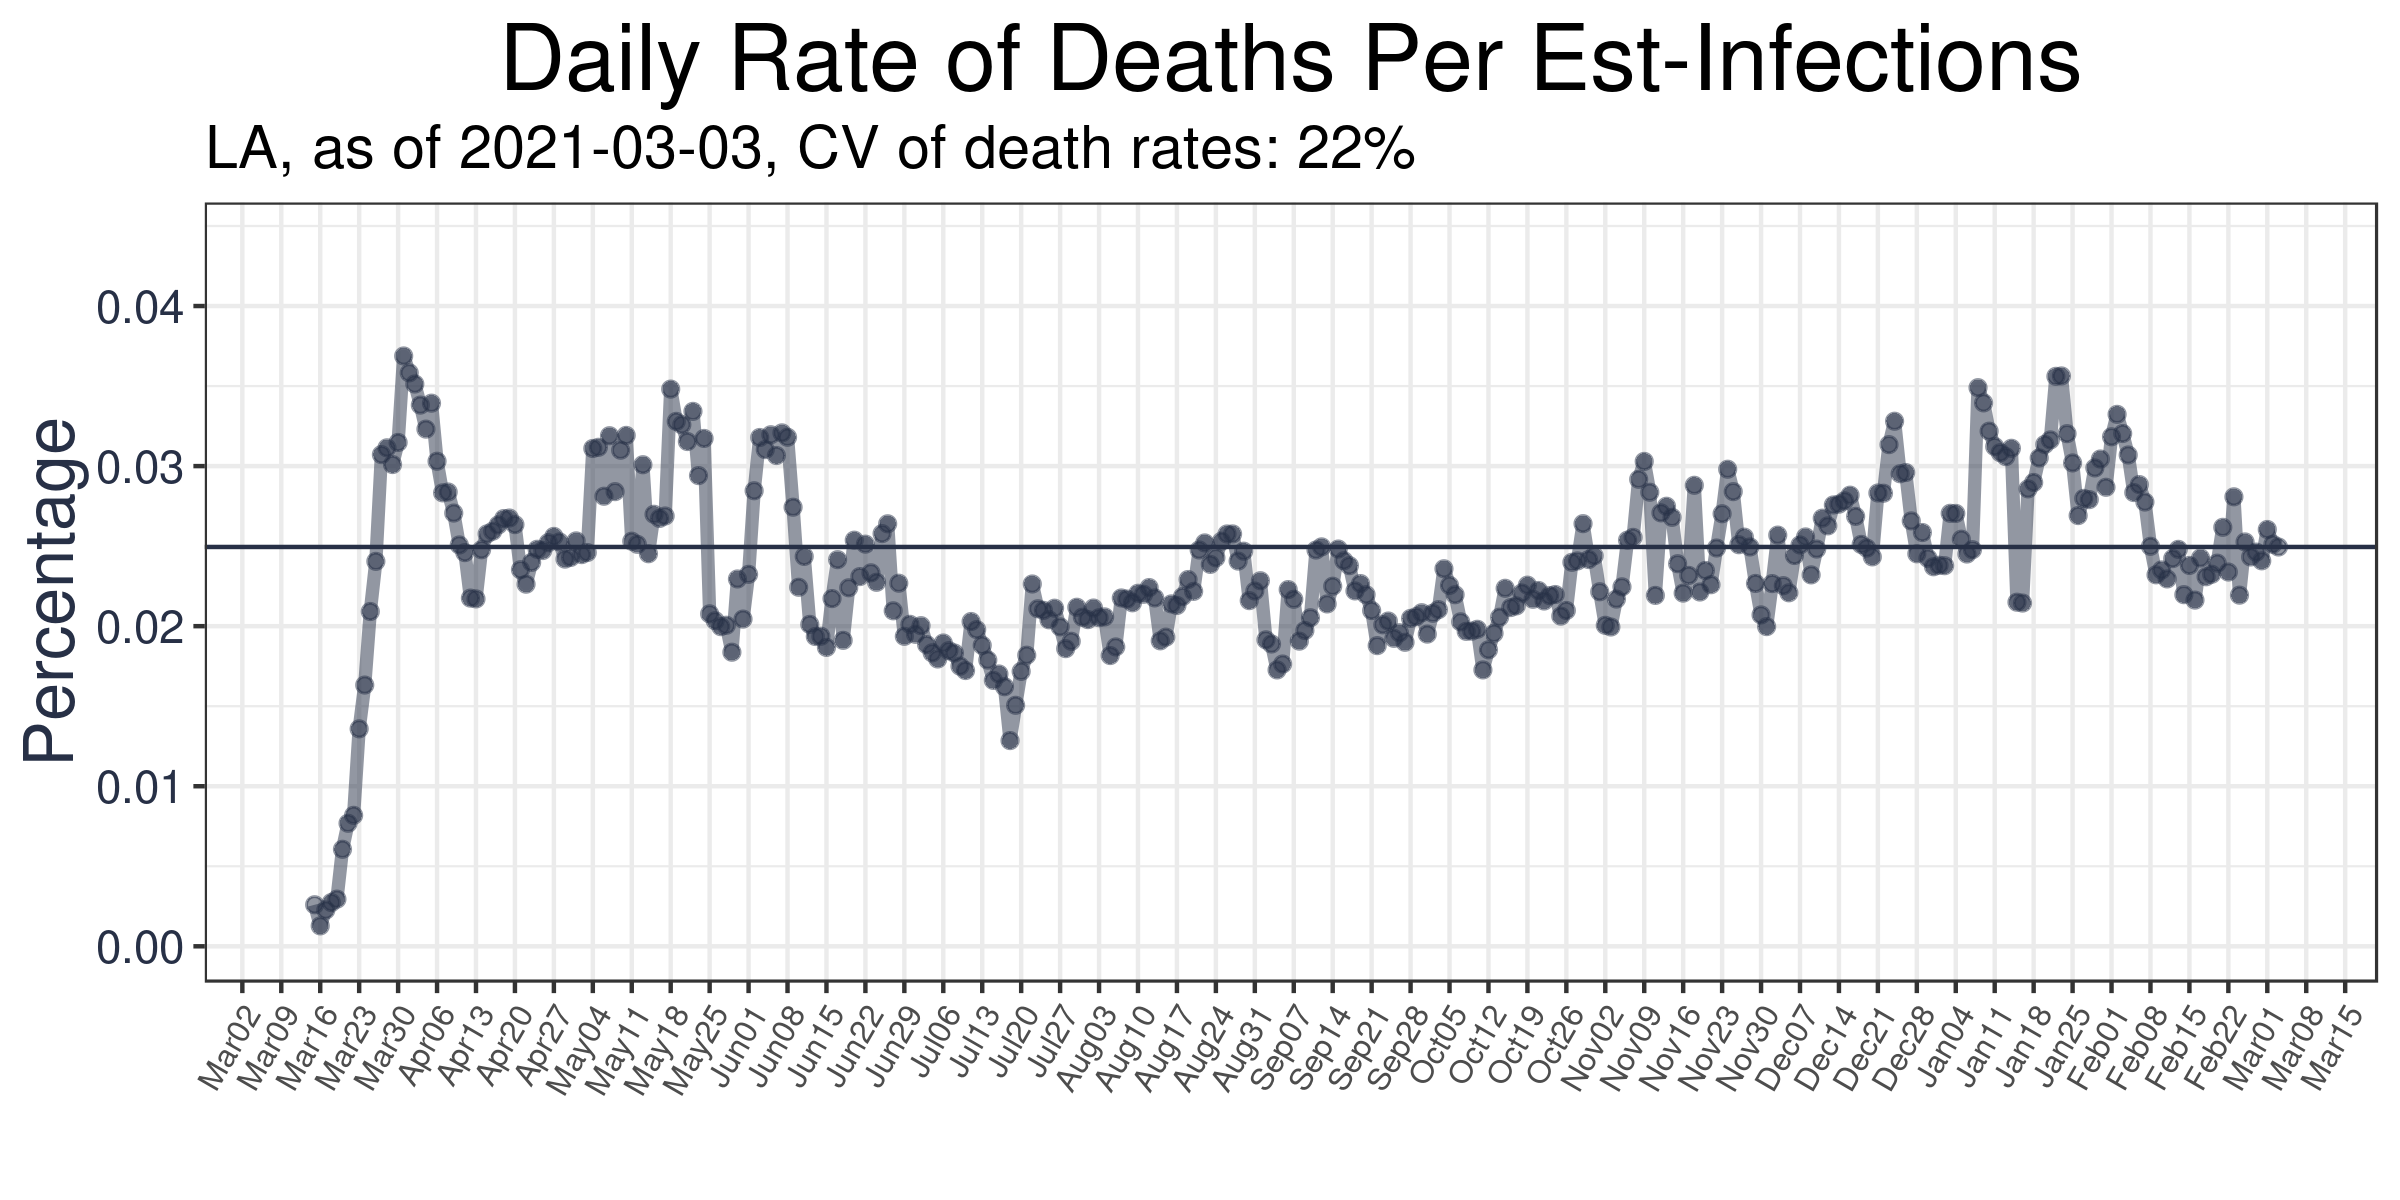 Daily Rate of Deaths Per Est-Infections
LA, as of 2021-03-03, CV of death rates: 22%
Percentage
0.04
0.03
0.02
0.01
0.00
Mar02 Mar09 Mar16 Mar23 Mar30 Apr06 Apr13 Apr20 Apr27 May04 May11 May18 May25 Jun01 Jun08 Jun15 Jun22 Jun29 Jul06 Jul13 Jul20 Jul27 Aug03 Aug10 Aug17 Aug24 Aug31 Sep07 Sep14 Sep21 Sep28 Oct05 Oct12 Oct19 Oct26 Nov02 Nov09 Nov16 Nov23 Nov30 Dec07 Dec14 Dec21 Dec28 Jan04 Jan11 Jan18 Jan25 Feb01 Feb08 Feb15 Feb22 Mar01 Mar08 Mar15